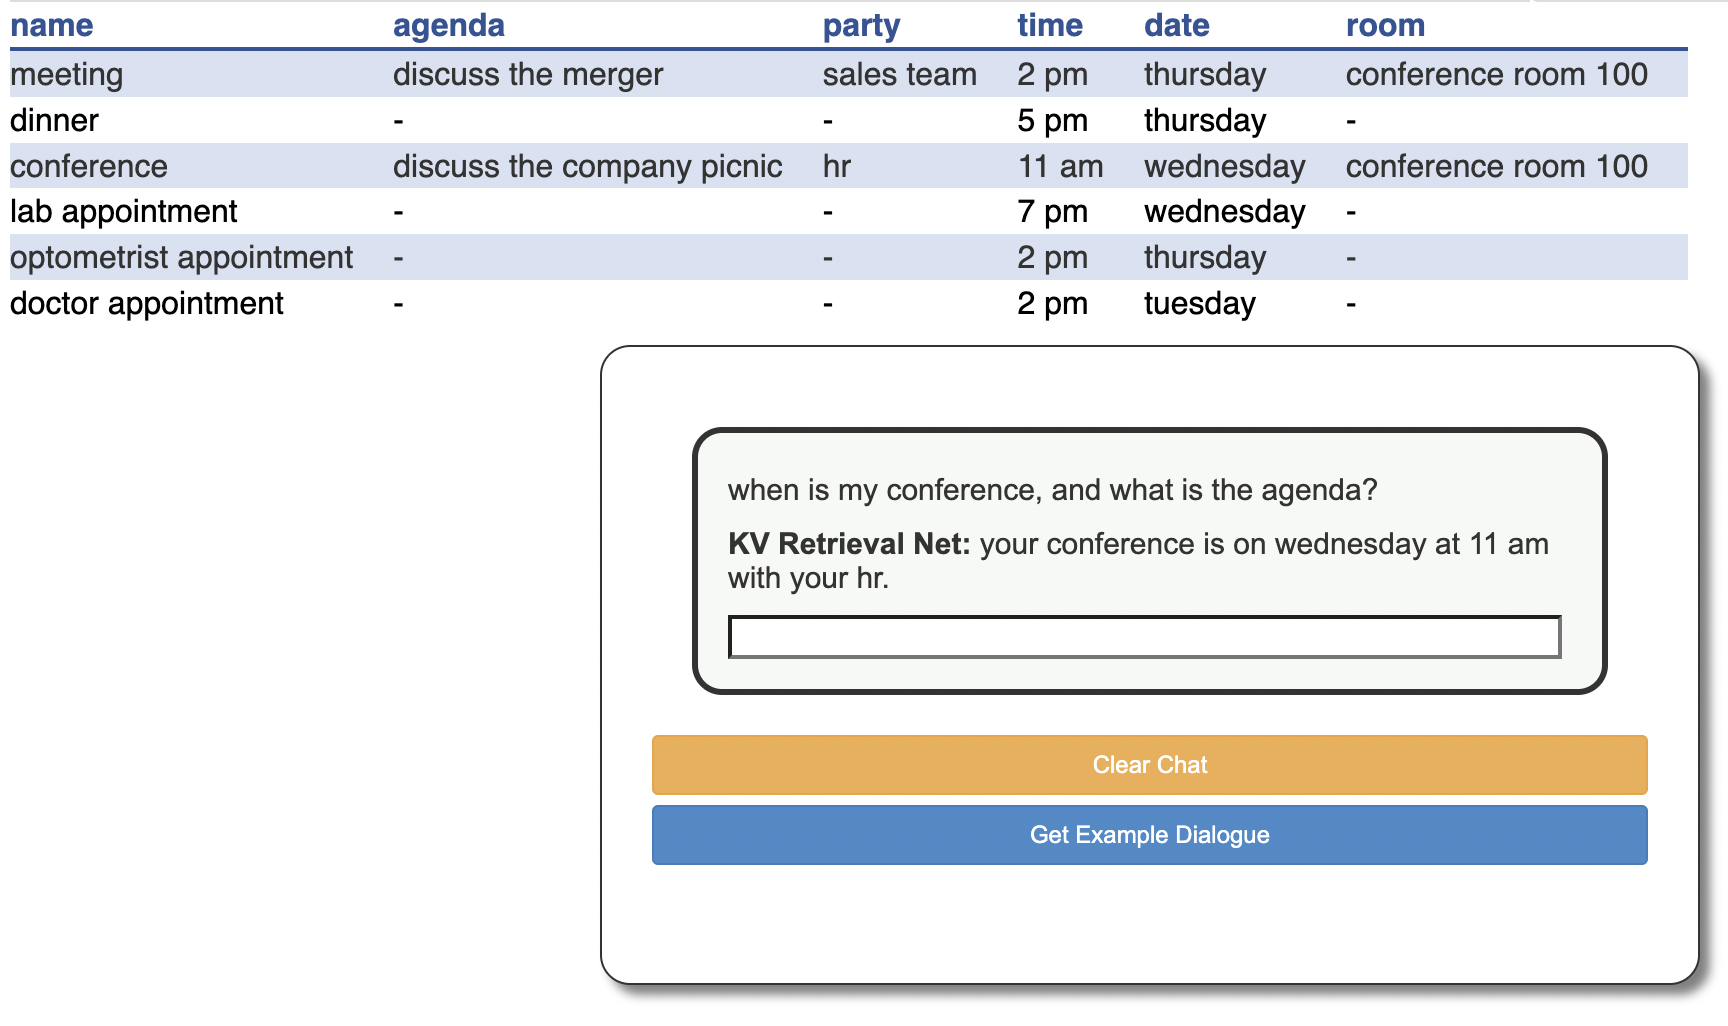 name agenda party time date room
meeting discuss the merger sales team 2 pm thursday conference room 100
dinner - - 5 pm thursday -
conference discuss the company picnic hr 11 am wednesday conference room 100
lab appointment - - 7 pm wednesday -
optometrist appointment - - 2 pm thursday -
doctor appointment - - 2 pm tuesday -
when is my conference, and what is the agenda?
KV Retrieval Net: your conference is on wednesday at 11 am
with your hr.
Clear Chat
Get Example Dialogue